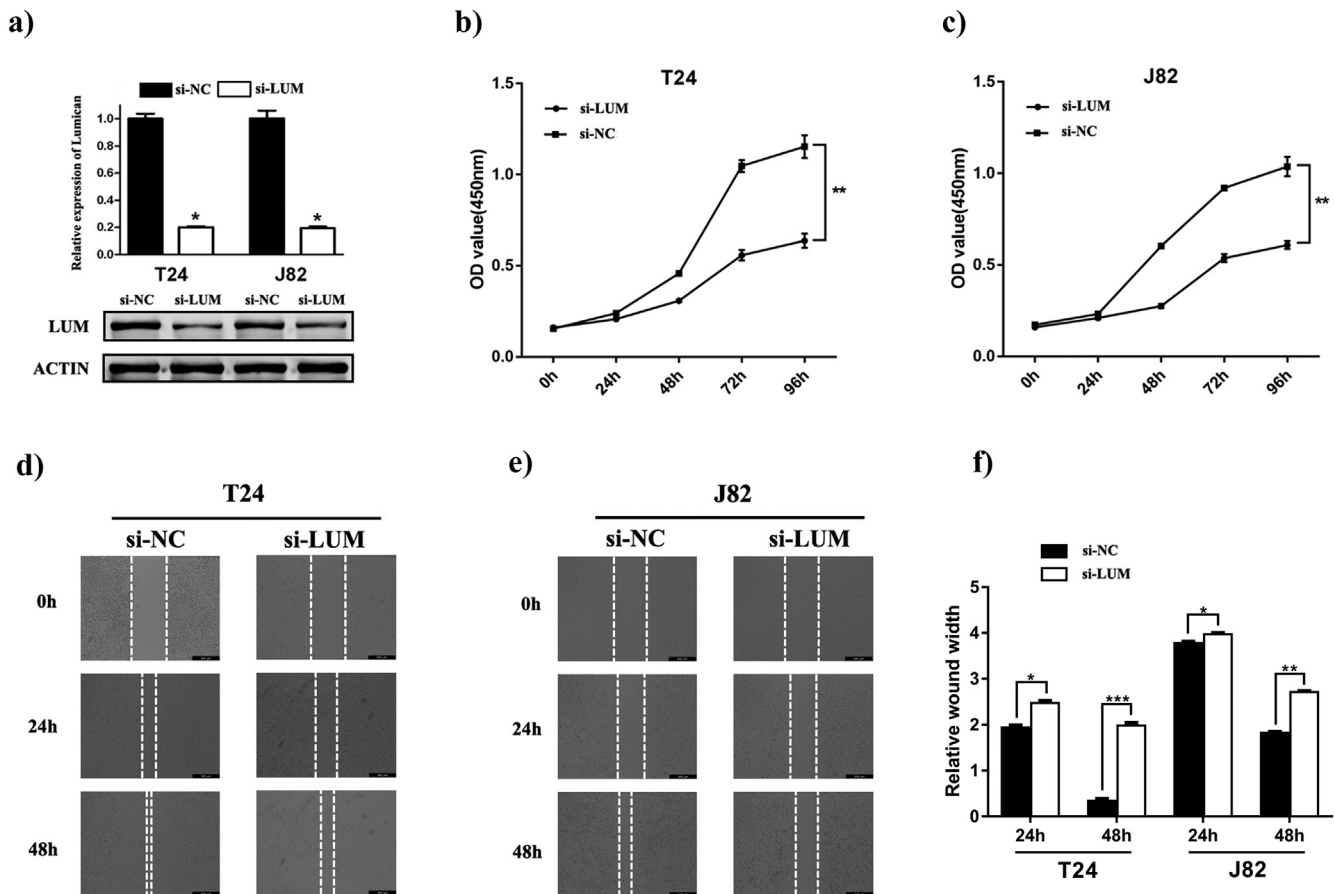 a)
si-NC si-LUM
Relative expression of Lumican
1.0
0.8
0.6
0.4
0.2
0.0
* *
T24 J82
si-NC si-LUM si-NC si-LUM
LUM
ACTIN
b)
T24
si-LUM
si-NC
OD value(450nm)
1.5
1.0
0.5
0.0
**
0h 24h 48h 72h 96h
c)
J82
si-LUM
si-NC
OD value(450nm)
1.5
1.0
0.5
0.0
**
0h 24h 48h 72h 96h
d)
T24
si-NC si-LUM
0h
24h
48h
e)
J82
si-NC si-LUM
0h
24h
48h
f)
si-NC
si-LUM
Relative wound width
5
4
3
2
1
0
* *** * **
24h 48h 24h 48h
T24 J82